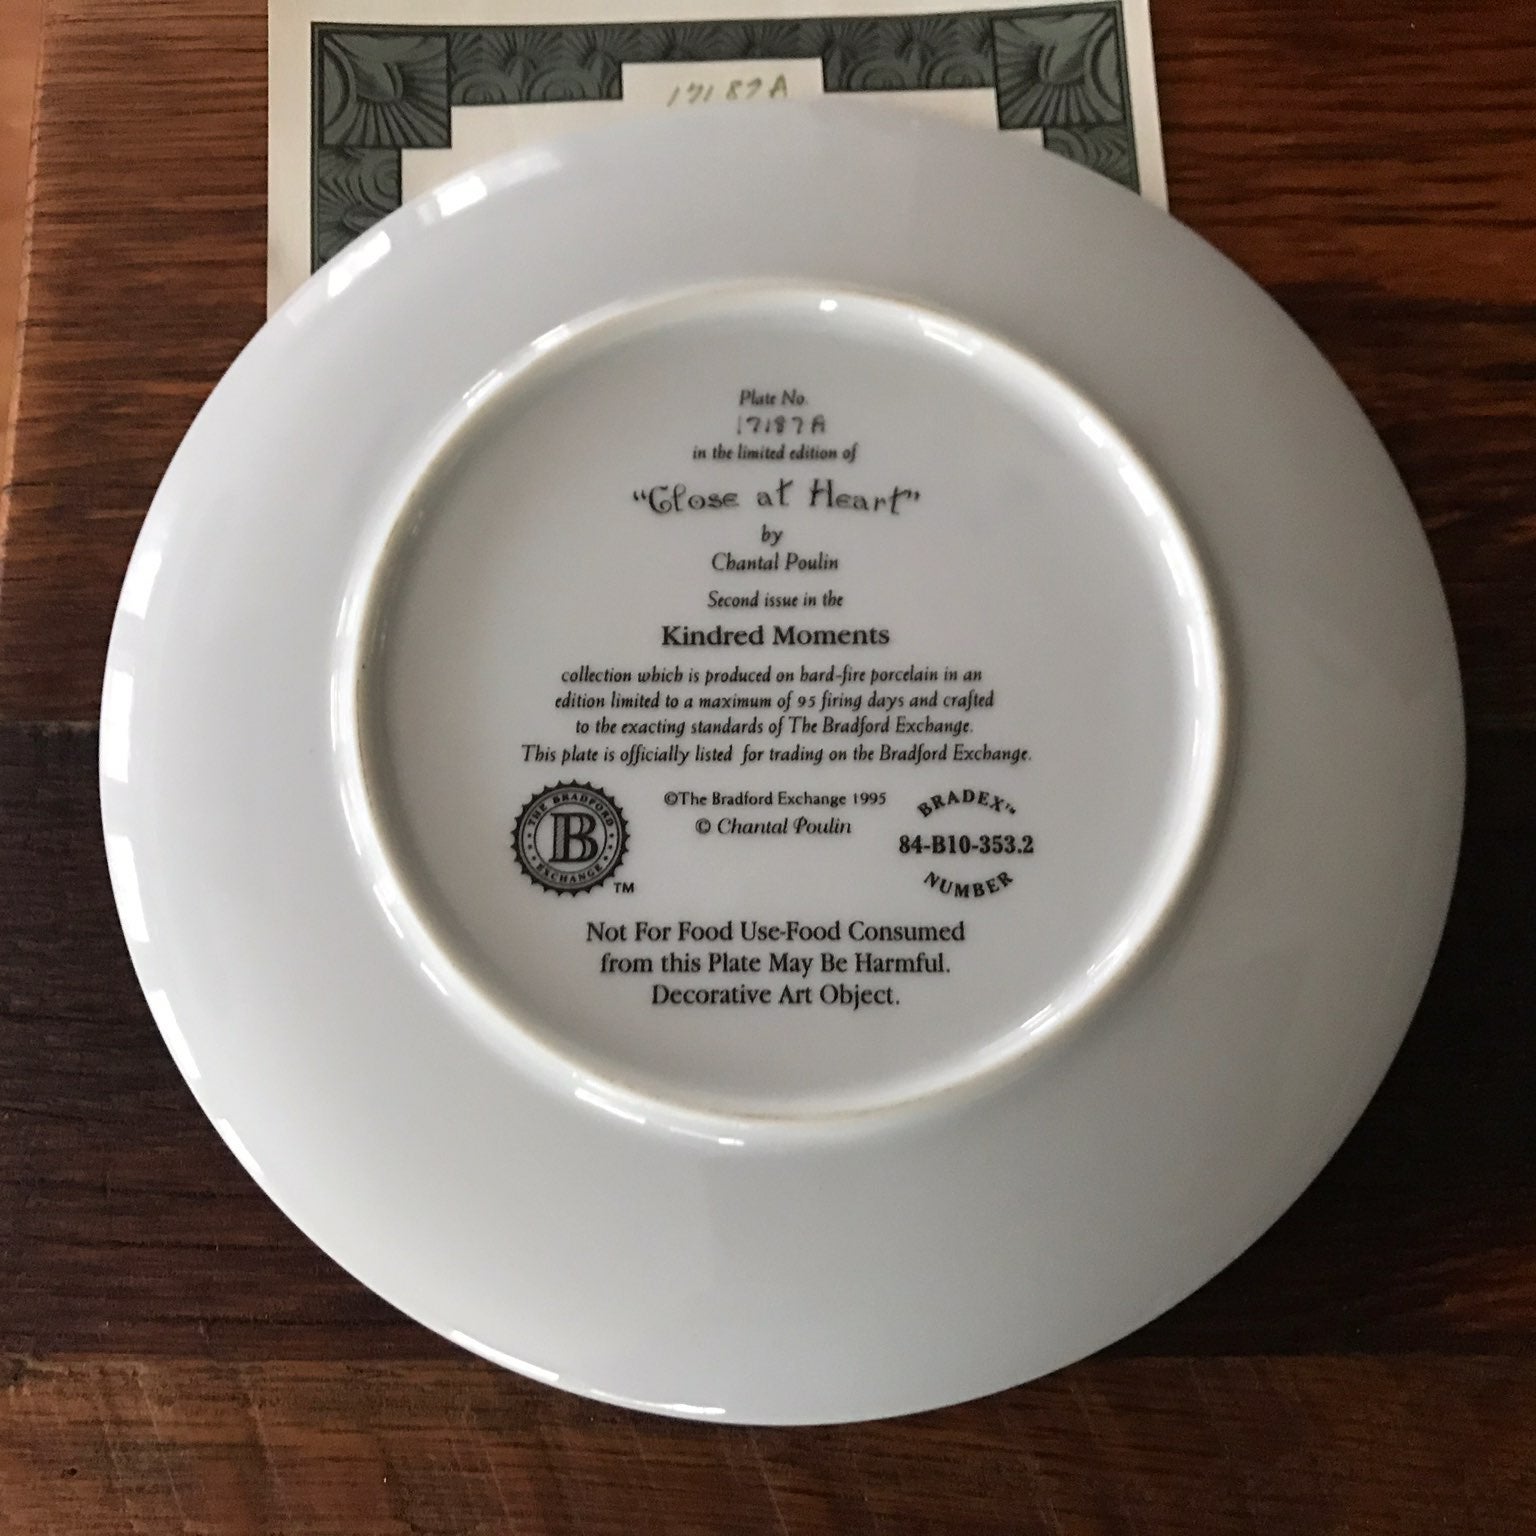 17187A
Plate No.
17187A
in the limited edition of
“Close at Heart”
by
Chantal Poulin
Second issue in the
Kindred Moments
collection which is produced on hard-fire porcelain in an
edition limited to a maximum of 95 firing days and crafted
to the exacting standards of The Bradford Exchange.
This plate is officially listed for trading on the Bradford Exchange.
THE BRADFORD
B
EXCHANGE
TM
©The Bradford Exchange 1995
© Chantal Poulin
BRADEX™
84-B10-353.2
NUMBER
Not For Food Use-Food Consumed
from this Plate May Be Harmful.
Decorative Art Object.